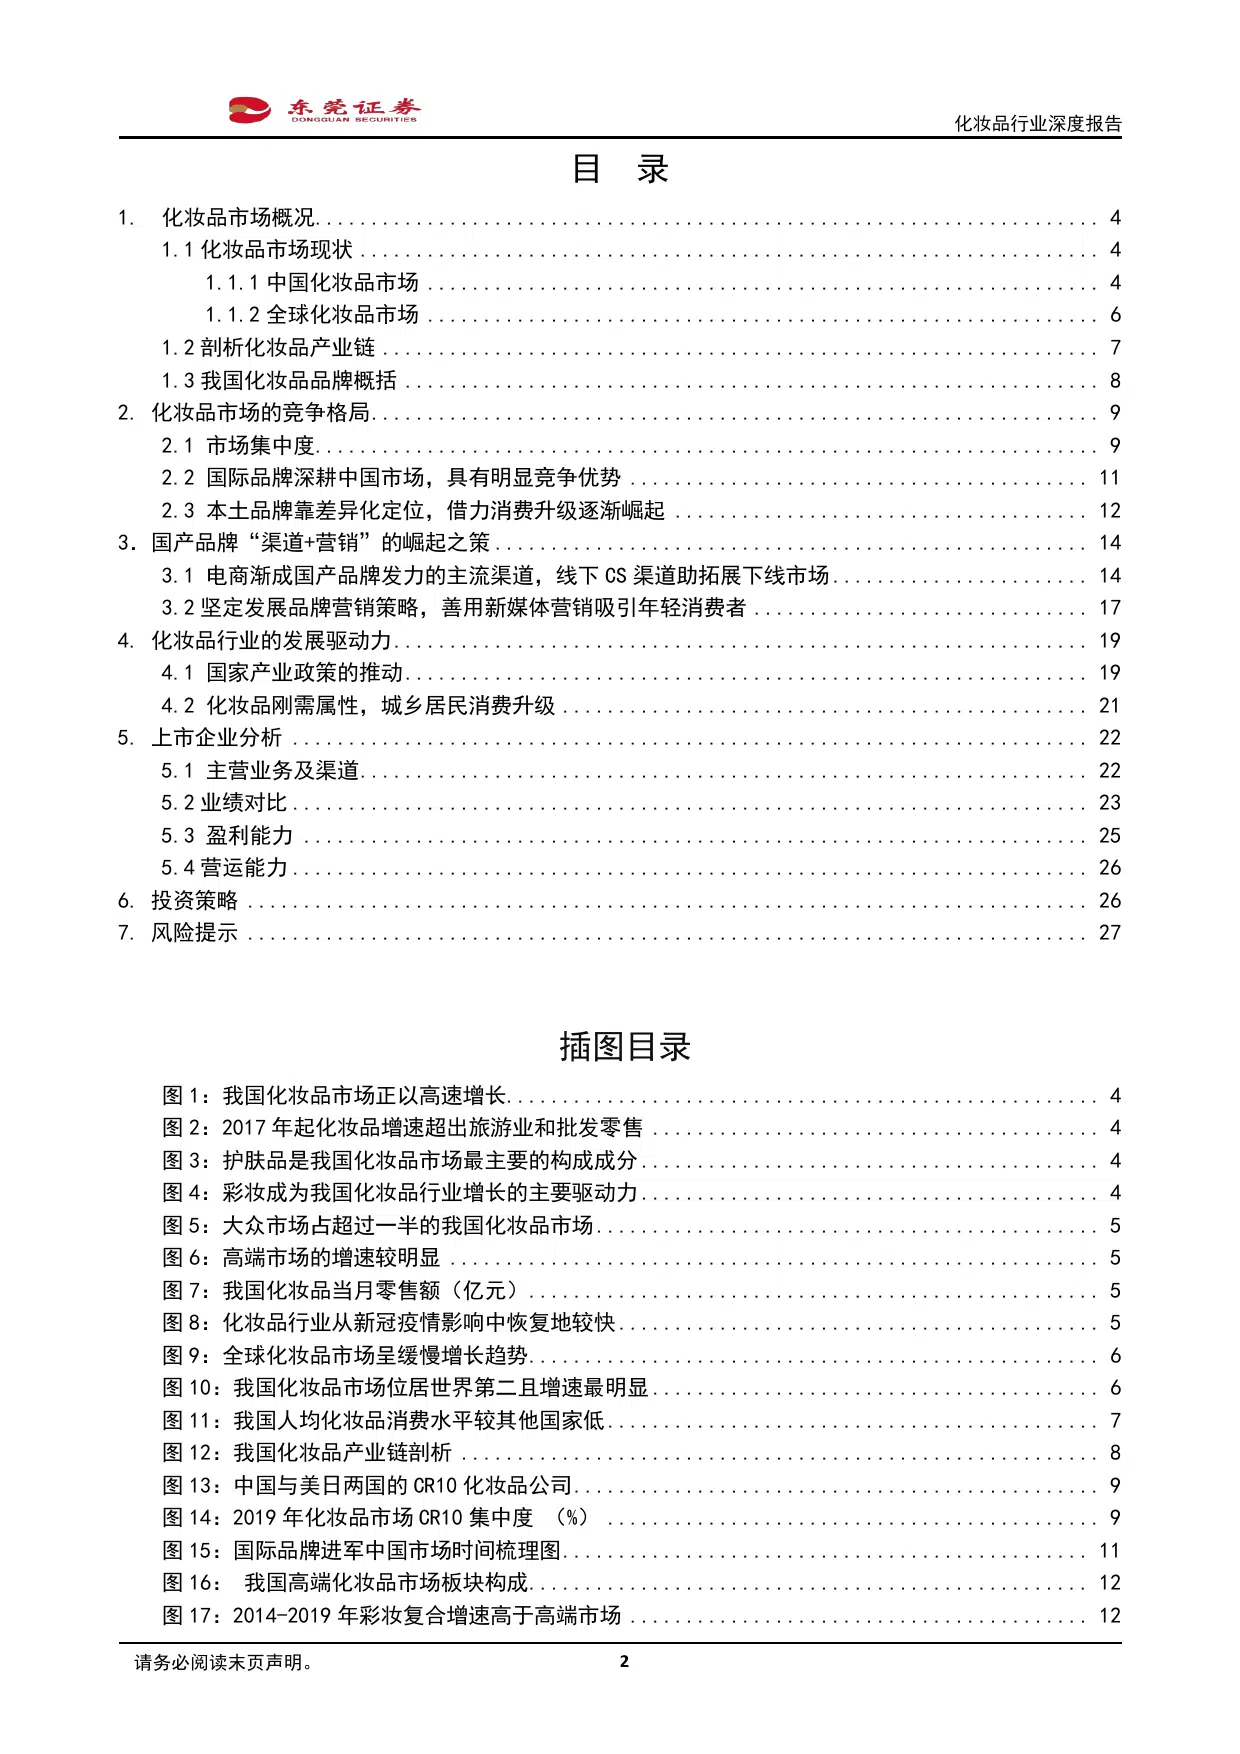 东莞证券
DONGGUAN SECURITIES
化妆品行业深度报告
目 录
1. 化妆品市场概况 4
1.1 化妆品市场现状 4
1.1.1 中国化妆品市场 4
1.1.2 全球化妆品市场 6
1.2 剖析化妆品产业链 7
1.3 我国化妆品品牌概括 8
2. 化妆品市场的竞争格局 9
2.1 市场集中度 9
2.2 国际品牌深耕中国市场，具有明显竞争优势 11
2.3 本土品牌靠差异化定位，借力消费升级逐渐崛起 12
3．国产品牌“渠道+营销”的崛起之策 14
3.1 电商渐成国产品牌发力的主流渠道，线下 CS 渠道助拓展下线市场 14
3.2 坚定发展品牌营销策略，善用新媒体营销吸引年轻消费者 17
4. 化妆品行业的发展驱动力 19
4.1 国家产业政策的推动 19
4.2 化妆品刚需属性，城乡居民消费升级 21
5. 上市企业分析 22
5.1 主营业务及渠道 22
5.2 业绩对比 23
5.3 盈利能力 25
5.4 营运能力 26
6. 投资策略 26
7. 风险提示 27
插图目录
图 1：我国化妆品市场正以高速增长 4
图 2：2017 年起化妆品增速超出旅游业和批发零售 4
图 3：护肤品是我国化妆品市场最主要的构成成分 4
图 4：彩妆成为我国化妆品行业增长的主要驱动力 4
图 5：大众市场占超过一半的我国化妆品市场 5
图 6：高端市场的增速较明显 5
图 7：我国化妆品当月零售额（亿元） 5
图 8：化妆品行业从新冠疫情影响中恢复地较快 5
图 9：全球化妆品市场呈缓慢增长趋势 6
图 10：我国化妆品市场位居世界第二且增速最明显 6
图 11：我国人均化妆品消费水平较其他国家低 7
图 12：我国化妆品产业链剖析 8
图 13：中国与美日两国的 CR10 化妆品公司 9
图 14：2019 年化妆品市场 CR10 集中度 （%） 9
图 15：国际品牌进军中国市场时间梳理图 11
图 16： 我国高端化妆品市场板块构成 12
图 17：2014-2019 年彩妆复合增速高于高端市场 12
请务必阅读末页声明。
2